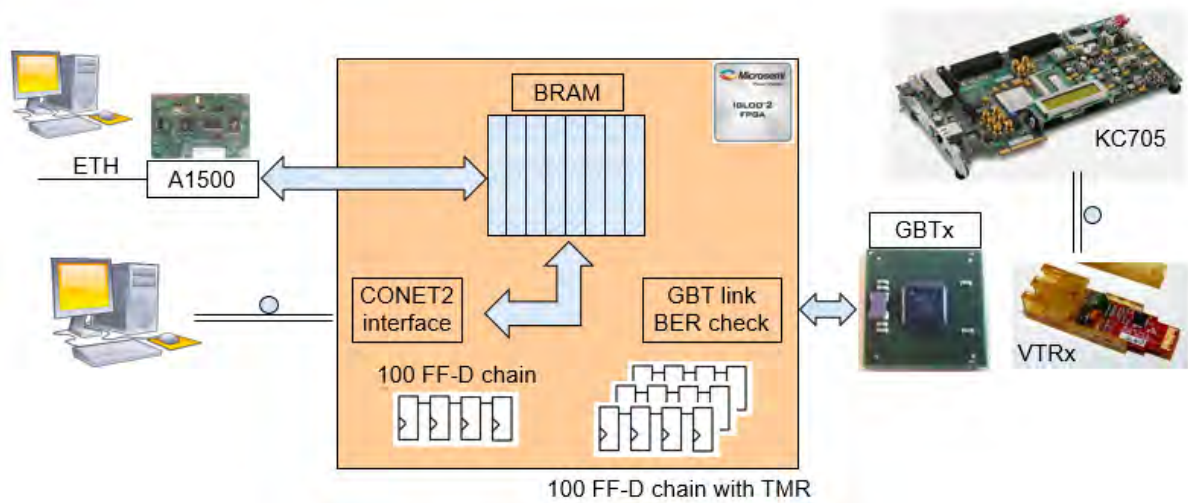 BRAM
Microsemi
IGLOO2
FPGA
KC705
ETH
A1500
GBTx
CONET2
interface
GBT link
BER check
VTRx
100 FF-D chain
100 FF-D chain with TMR